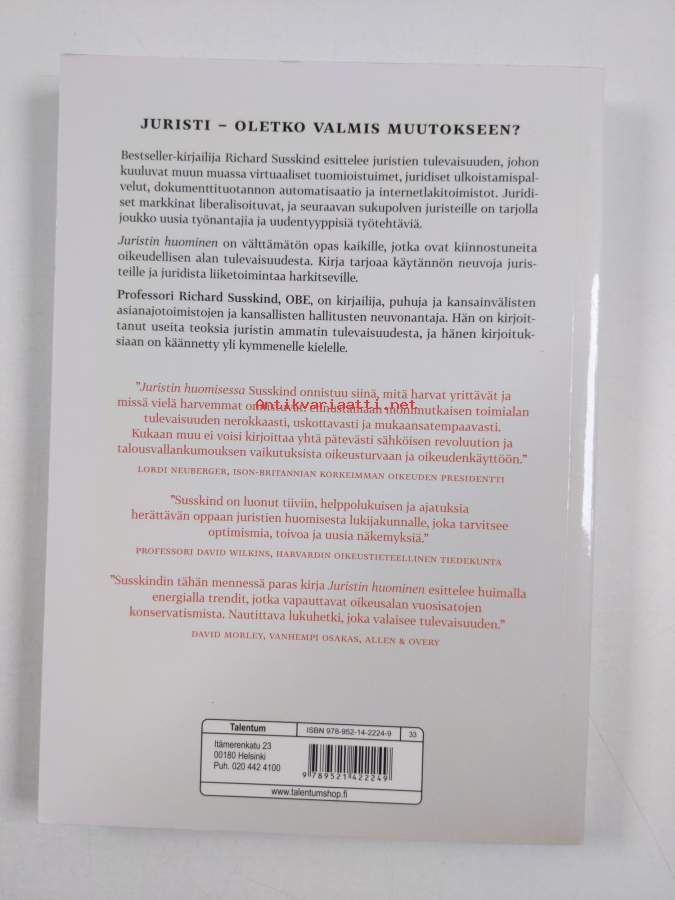 JURISTI – OLETKO VALMIS MUUTOKSEEN?
Bestseller-kirjailija Richard Susskind esittelee juristien tulevaisuuden, johon
kuuluvat muun muassa virtuaaliset tuomioistuimet, juridiset ulkoistamispal-
velut, dokumenttituotannon automatisaatio ja internetlakitoimistot. Juridi-
set markkinat liberalisoituvat, ja seuraavan sukupolven juristeille on tarjolla
joukko uusia työnantajia ja uudentyyppisiä työtehtäviä.
Juristin huominen on välttämätön opas kaikille, jotka ovat kiinnostuneita
oikeudellisen alan tulevaisuudesta. Kirja tarjoaa käytännön neuvoja juris-
teille ja juridista liiketoimintaa harkitseville.
Professori Richard Susskind, OBE, on kirjailija, puhuja ja kansainvälisten
asianajotoimistojen ja kansallisten hallitusten neuvonantaja. Hän on kirjoit-
tanut useita teoksia juristin ammatin tulevaisuudesta, ja hänen kirjoituk-
siaan on käännetty yli kymmenelle kielelle.
"Juristin huomisessa Susskind onnistuu siinä, mitä harvat yrittävät ja
missä vielä harvemmat onnistuvat: ennustamaan monimutkaisen toimialan
Antikvariaatti.net
tulevaisuuden nerokkaasti, uskottavasti ja mukaansatempaavasti.
Kukaan muu ei voisi kirjoittaa yhtä pätevästi sähköisen revoluution ja
talousvallankumouksen vaikutuksista oikeusturvaan ja oikeudenkäyttöön."
LORDI NEUBERGER, ISON-BRITANNIAN KORKEIMMAN OIKEUDEN PRESIDENTTI
"Susskind on luonut tiiviin, helppolukuisen ja ajatuksia
herättävän oppaan juristien huomisesta lukijakunnalle, joka tarvitsee
optimismia, toivoa ja uusia näkemyksiä."
PROFESSORI DAVID WILKINS, HARVARDIN OIKEUSTIETEELLINEN TIEDEKUNTA
"Susskindin tähän mennessä paras kirja Juristin huominen esittelee huimalla
energialla trendit, jotka vapauttavat oikeusalan vuosisatojen
konservatismista. Nautittava lukuhetki, joka valaisee tulevaisuuden."
DAVID MORLEY, VANHEMPI OSAKAS, ALLEN & OVERY
Talentum
ISBN 978-952-14-2224-9
33
Itämerenkatu 23
00180 Helsinki
Puh. 020 442 4100
9 789521 422249
www.talentumshop.fi